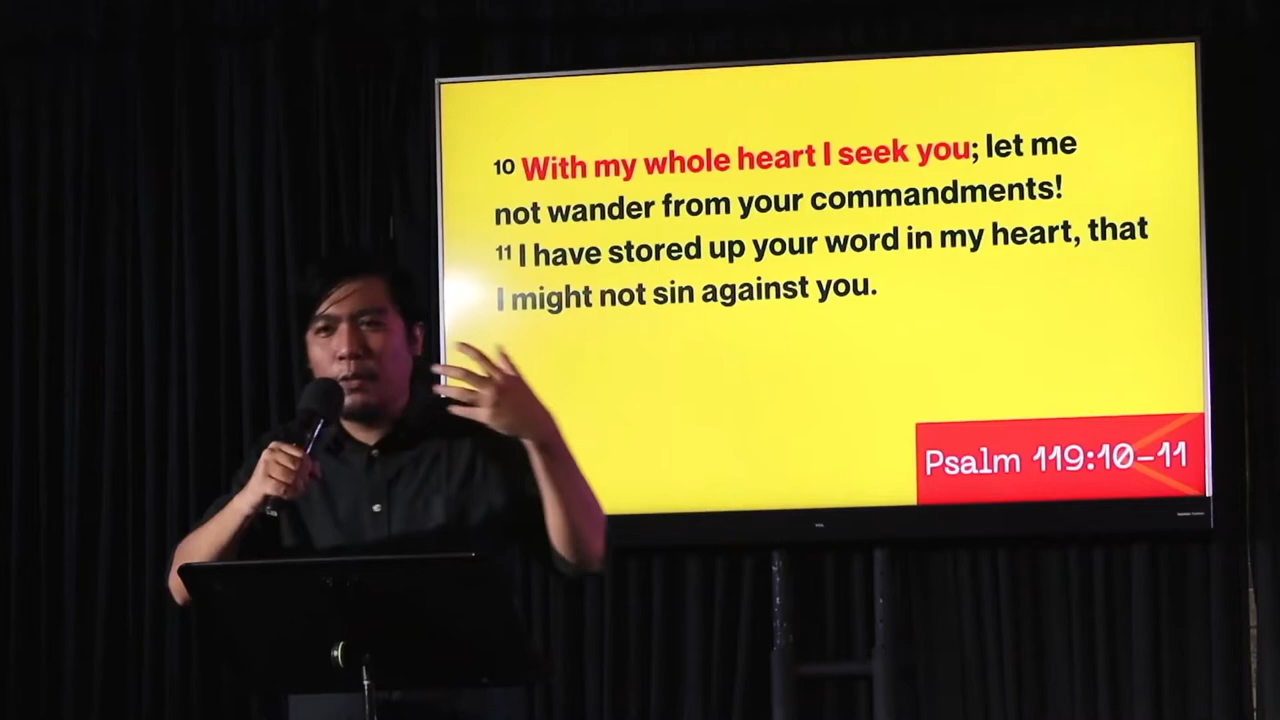 10 With my whole heart I seek you; let me
not wander from your commandments!
11 I have stored up your word in my heart, that
I might not sin against you.
Psalm 119:10–11